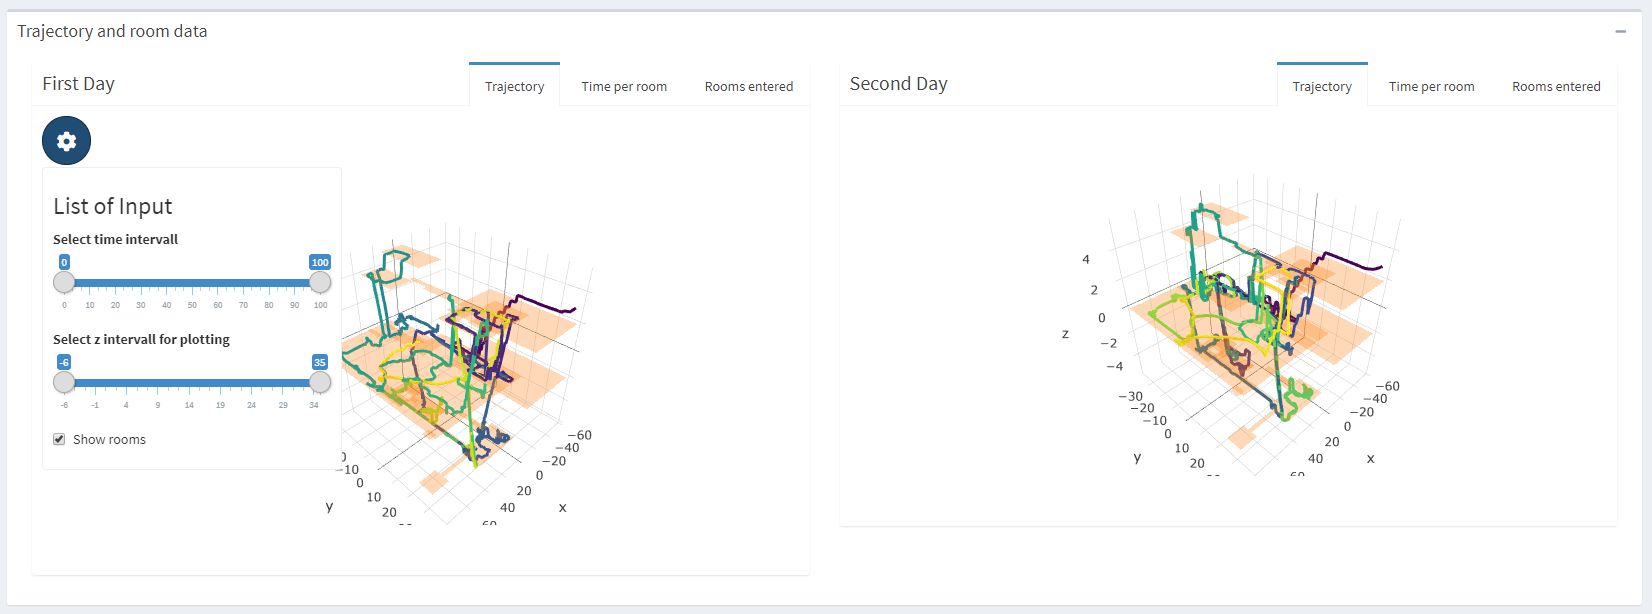 Trajectory and room data
First Day
Trajectory Time per room Rooms entered
List of Input
Select time intervall
0 100
0 10 20 30 40 50 60 70 80 90 100
Select z intervall for plotting
-6 35
-6 -1 4 9 14 19 24 29 34
Show rooms
−10
0
10
20
y
−60
−40
−20
0
20
40
60
x
Second Day
Trajectory Time per room Rooms entered
4
2
0
−2
−4
z
−30
−20
−10
0
10
20
y
−60
−40
−20
0
20
40
60
x